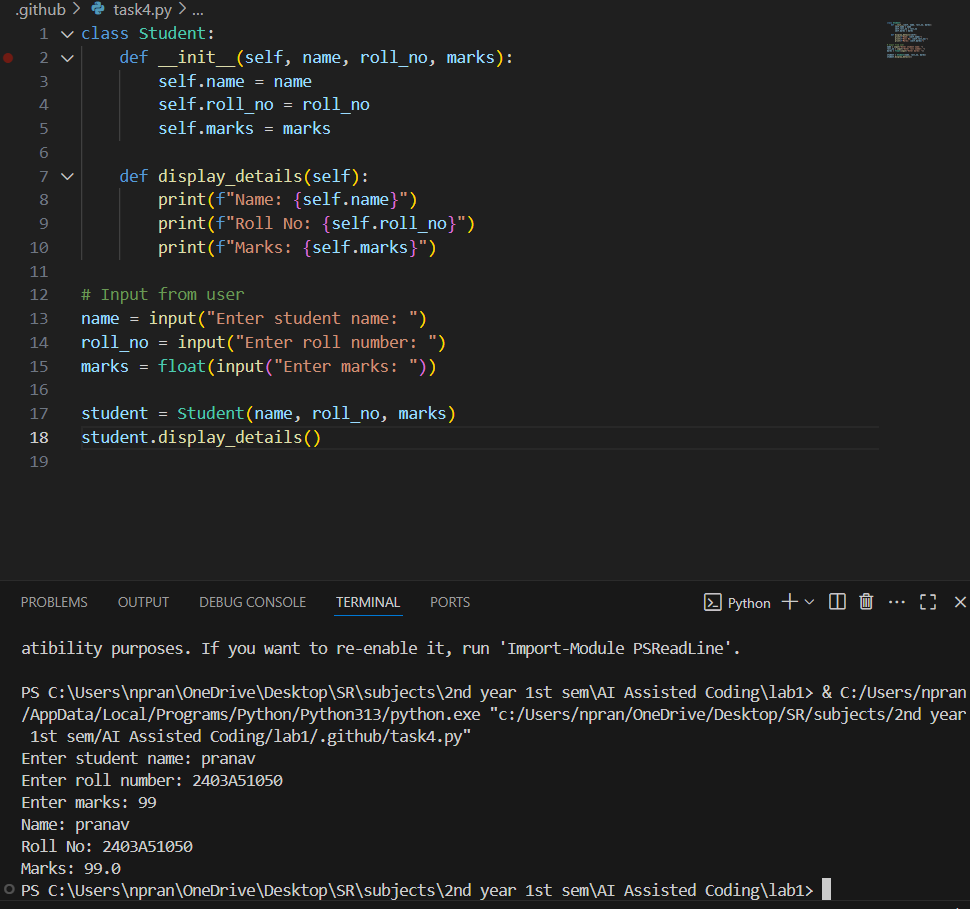 .github > task4.py > ...
1 class Student:
2     def __init__(self, name, roll_no, marks):
3         self.name = name
4         self.roll_no = roll_no
5         self.marks = marks
6
7     def display_details(self):
8         print(f"Name: {self.name}")
9         print(f"Roll No: {self.roll_no}")
10         print(f"Marks: {self.marks}")
11
12 # Input from user
13 name = input("Enter student name: ")
14 roll_no = input("Enter roll number: ")
15 marks = float(input("Enter marks: "))
16
17 student = Student(name, roll_no, marks)
18 student.display_details()
19
PROBLEMS OUTPUT DEBUG CONSOLE TERMINAL PORTS Python
atibility purposes. If you want to re-enable it, run 'Import-Module PSReadLine'.
PS C:\Users\npran\OneDrive\Desktop\SR\subjects\2nd year 1st sem\AI Assisted Coding\lab1> & C:/Users/npran
/AppData/Local/Programs/Python/Python313/python.exe "c:/Users/npran/OneDrive/Desktop/SR/subjects/2nd year
 1st sem/AI Assisted Coding/lab1/.github/task4.py"
Enter student name: pranav
Enter roll number: 2403A51050
Enter marks: 99
Name: pranav
Roll No: 2403A51050
Marks: 99.0
PS C:\Users\npran\OneDrive\Desktop\SR\subjects\2nd year 1st sem\AI Assisted Coding\lab1>